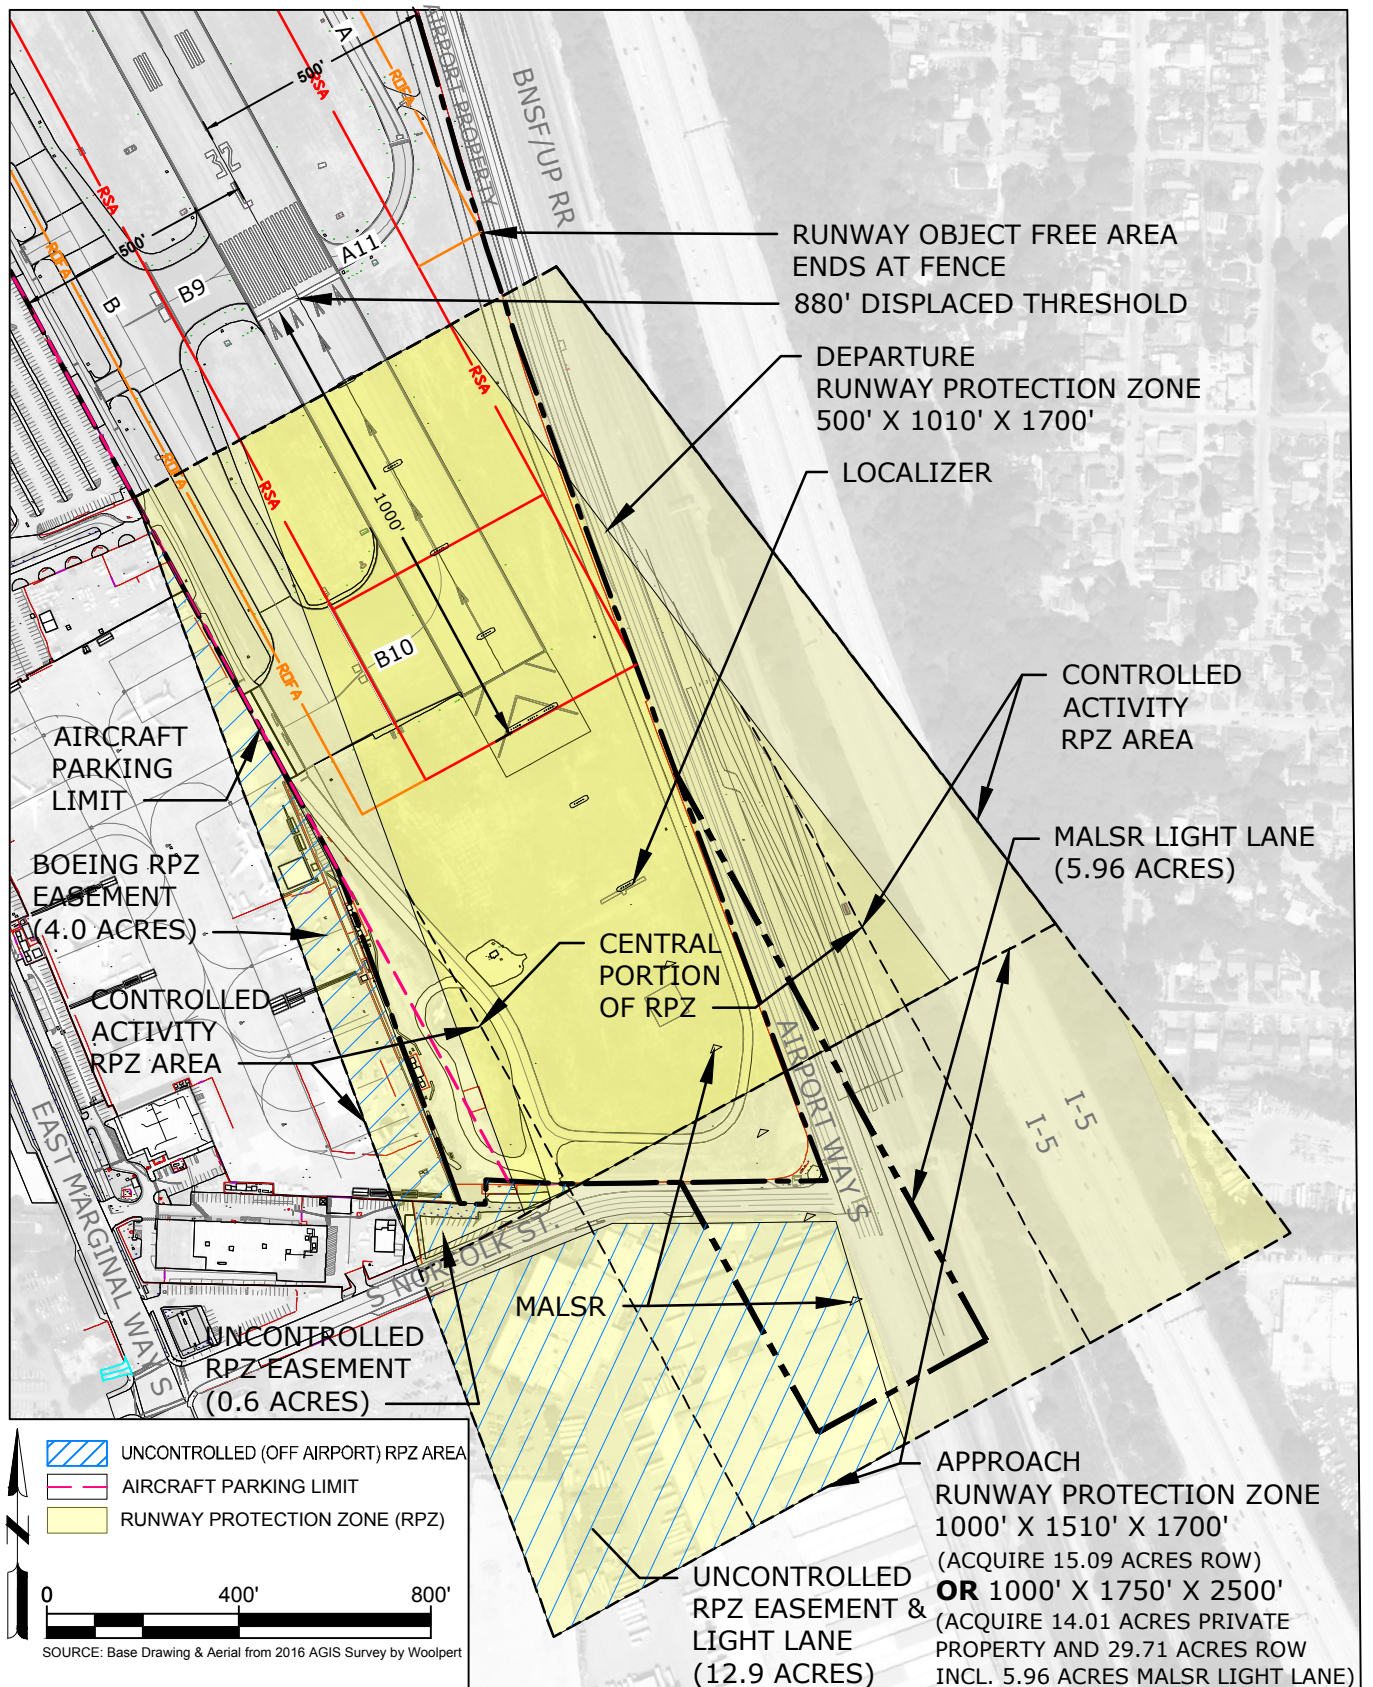 A
500'
RSA
ROFA
AIRPORT PROPERTY
BNSF/UP RR
32
RSA
500'
ROFA
B
B9
A11
RUNWAY OBJECT FREE AREA
ENDS AT FENCE
880' DISPLACED THRESHOLD
DEPARTURE
RUNWAY PROTECTION ZONE
500' X 1010' X 1700'
RSA
LOCALIZER
ROFA
RSA
1000'
B10
ROFA
CONTROLLED
ACTIVITY
RPZ AREA
AIRCRAFT
PARKING
LIMIT
MALSR LIGHT LANE
(5.96 ACRES)
BOEING RPZ
EASEMENT
(4.0 ACRES)
CENTRAL
PORTION
OF RPZ
CONTROLLED
ACTIVITY
RPZ AREA
AIRPORT WAY S
I-5
I-5
EAST MARGINAL WAY S
S NORFOLK ST.
MALSR
UNCONTROLLED
RPZ EASEMENT
(0.6 ACRES)
UNCONTROLLED (OFF AIRPORT) RPZ AREA
AIRCRAFT PARKING LIMIT
RUNWAY PROTECTION ZONE (RPZ)
N
0 400' 800'
SOURCE: Base Drawing & Aerial from 2016 AGIS Survey by Woolpert
UNCONTROLLED
RPZ EASEMENT &
LIGHT LANE
(12.9 ACRES)
APPROACH
RUNWAY PROTECTION ZONE
1000' X 1510' X 1700'
(ACQUIRE 15.09 ACRES ROW)
OR 1000' X 1750' X 2500'
(ACQUIRE 14.01 ACRES PRIVATE
PROPERTY AND 29.71 ACRES ROW
INCL. 5.96 ACRES MALSR LIGHT LANE)